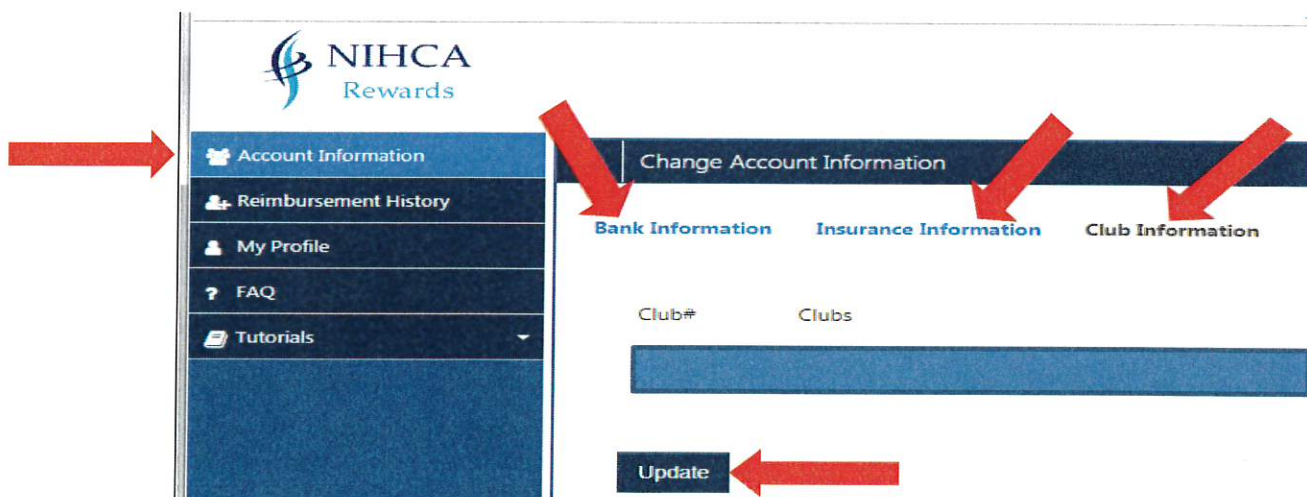 NIHCA
Rewards
Account Information
Reimbursement History
My Profile
? FAQ
Tutorials
Change Account Information
Bank Information Insurance Information Club Information
Club# Clubs
Update